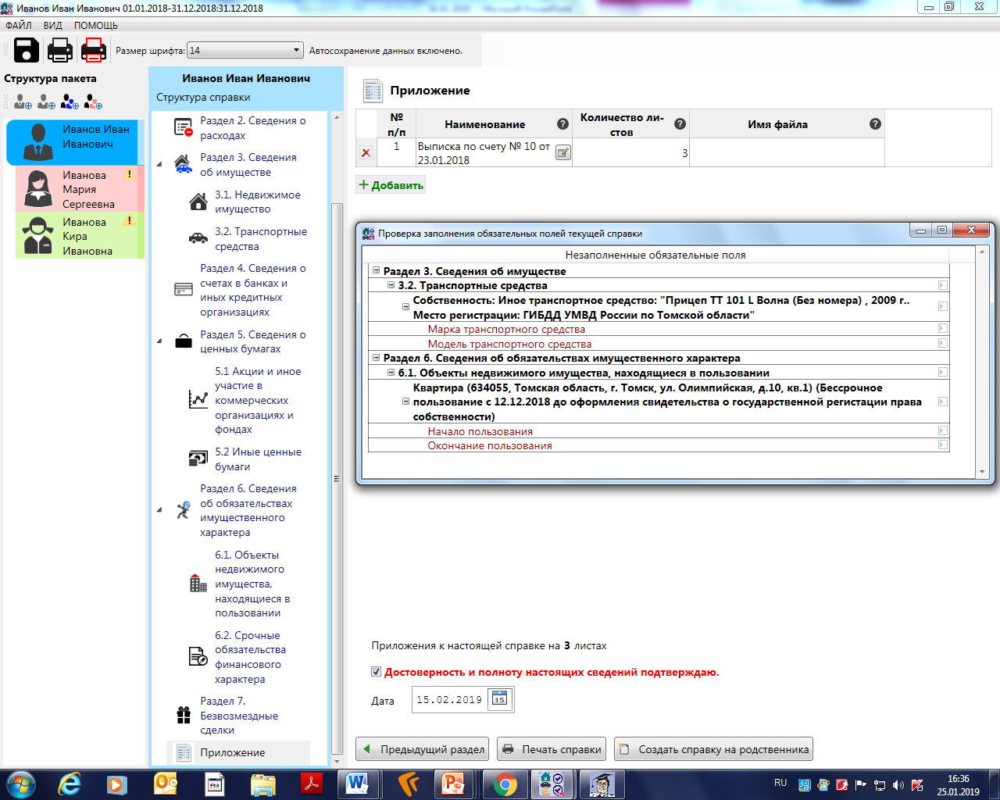 Иванов Иван Иванович 01.01.2018-31.12.2018:31.12.2018
ФАЙЛ ВИД ПОМОЩЬ
Размер шрифта: 14 Автосохранение данных включено.
Структура пакета
Иванов Иван
Иванович
Иванова
Мария
Сергеевна
Иванова
Кира
Ивановна
Иванов Иван Иванович
Структура справки
Раздел 2. Сведения о
расходах
Раздел 3. Сведения
об имуществе
3.1. Недвижимое
имущество
3.2. Транспортные
средства
Раздел 4. Сведения о
счетах в банках и
иных кредитных
организациях
Раздел 5. Сведения о
ценных бумагах
5.1 Акции и иное
участие в
коммерческих
организациях и
фондах
5.2 Иные ценные
бумаги
Раздел 6. Сведения
об обязательствах
имущественного
характера
6.1. Объекты
недвижимого
имущества,
находящиеся в
пользовании
6.2. Срочные
обязательства
финансового
характера
Раздел 7.
Безвозмездные
сделки
Приложение
Приложение
№
п/п
Наименование
Количество ли-
стов
Имя файла
1
Выписка по счету № 10 от
23.01.2018
3
+ Добавить
Проверка заполнения обязательных полей текущей справки
Незаполненные обязательные поля
Раздел 3. Сведения об имуществе
3.2. Транспортные средства
Собственность: Иное транспортное средство: "Прицеп ТТ 101 L Волна (Без номера) , 2009 г..
Место регистрации: ГИБДД УМВД России по Томской области"
Марка транспортного средства
Модель транспортного средства
Раздел 6. Сведения об обязательствах имущественного характера
6.1. Объекты недвижимого имущества, находящиеся в пользовании
Квартира (634055, Томская область, г. Томск, ул. Олимпийская, д.10, кв.1) (Бессрочное
пользование с 12.12.2018 до оформления свидетельства о государственной регистации права
собственности)
Начало пользования
Окончание пользования
Приложения к настоящей справке на 3 листах
Достоверность и полноту настоящих сведений подтверждаю.
Дата 15.02.2019 15
Предыдущий раздел Печать справки Создать справку на родственника
RU
16:36
25.01.2019